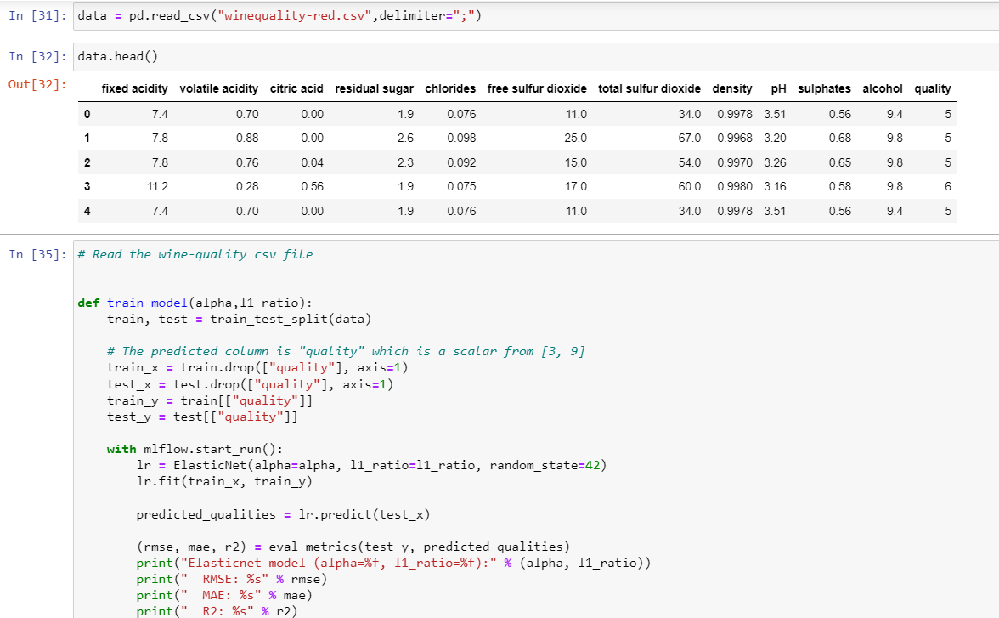 In [31]: data = pd.read_csv("winequality-red.csv",delimiter=";")
In [32]: data.head()
Out[32]:
fixed acidity volatile acidity citric acid residual sugar chlorides free sulfur dioxide total sulfur dioxide density pH sulphates alcohol quality
0 7.4 0.70 0.00 1.9 0.076 11.0 34.0 0.9978 3.51 0.56 9.4 5
1 7.8 0.88 0.00 2.6 0.098 25.0 67.0 0.9968 3.20 0.68 9.8 5
2 7.8 0.76 0.04 2.3 0.092 15.0 54.0 0.9970 3.26 0.65 9.8 5
3 11.2 0.28 0.56 1.9 0.075 17.0 60.0 0.9980 3.16 0.58 9.8 6
4 7.4 0.70 0.00 1.9 0.076 11.0 34.0 0.9978 3.51 0.56 9.4 5
In [35]: # Read the wine-quality csv file
def train_model(alpha,l1_ratio):
    train, test = train_test_split(data)
    # The predicted column is "quality" which is a scalar from [3, 9]
    train_x = train.drop(["quality"], axis=1)
    test_x = test.drop(["quality"], axis=1)
    train_y = train[["quality"]]
    test_y = test[["quality"]]
    with mlflow.start_run():
        lr = ElasticNet(alpha=alpha, l1_ratio=l1_ratio, random_state=42)
        lr.fit(train_x, train_y)
        predicted_qualities = lr.predict(test_x)
        (rmse, mae, r2) = eval_metrics(test_y, predicted_qualities)
        print("Elasticnet model (alpha=%f, l1_ratio=%f):" % (alpha, l1_ratio))
        print("  RMSE: %s" % rmse)
        print("  MAE: %s" % mae)
        print("  R2: %s" % r2)